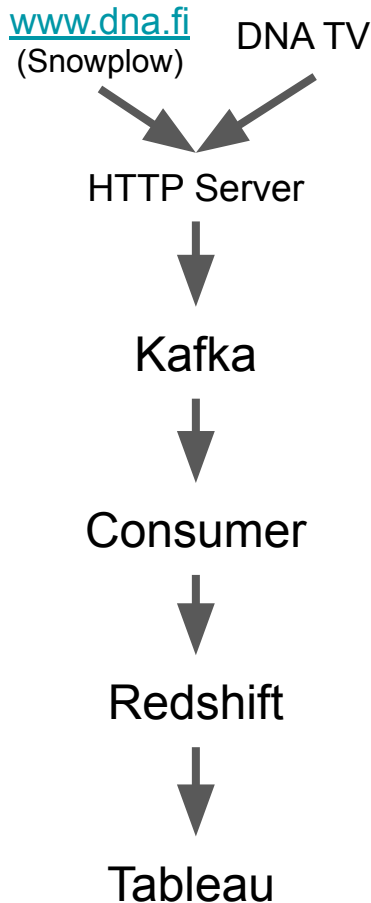 www.dna.fi
(Snowplow)
DNA TV
HTTP Server
Kafka
Consumer
Redshift
Tableau